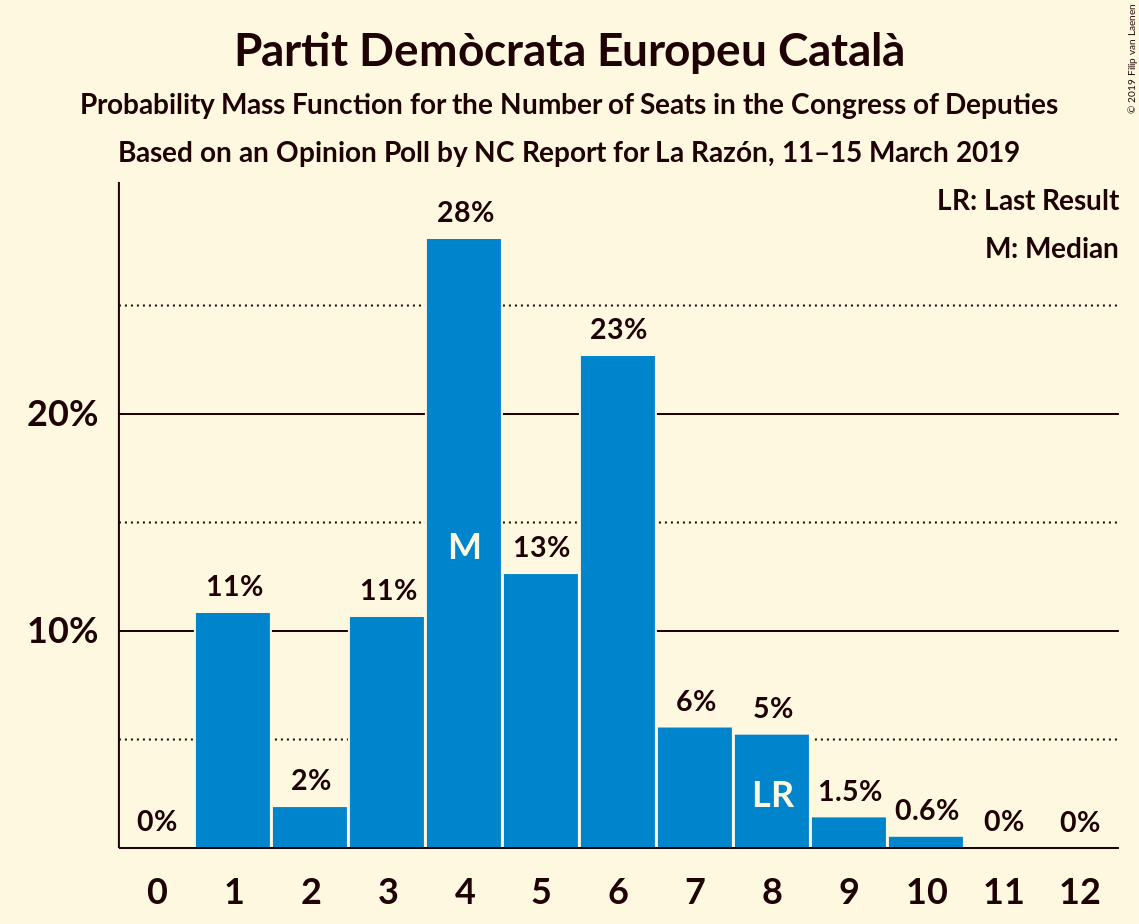 Partit Demòcrata Europeu Català
Probability Mass Function for the Number of Seats in the Congress of Deputies
Based on an Opinion Poll by NC Report for La Razón, 11–15 March 2019
© 2019 Filip van Laenen
LR: Last Result
M: Median
28%
23%
20%
M
13%
11%
11%
10%
6%
5%
2%
LR
1.5%
0.6%
0%
0%
0%
0 1 2 3 4 5 6 7 8 9 10 11 12